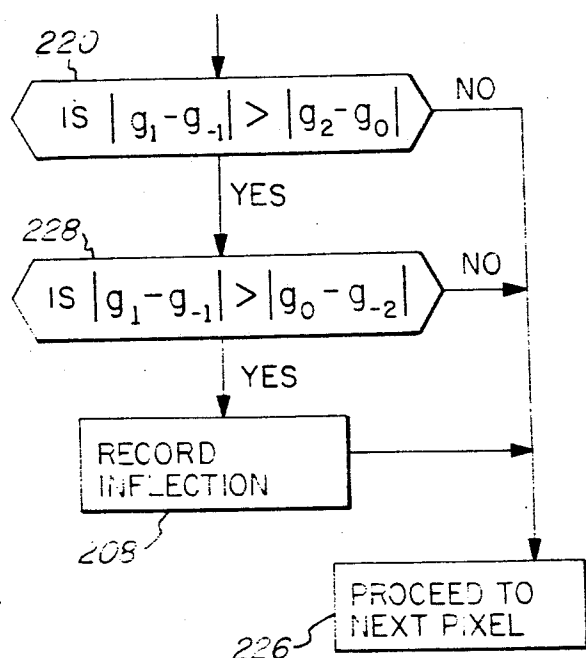 220
IS |g₁-g₋₁| > |g₂-g₀|
NO
YES
228
IS |g₁-g₋₁| > |g₀-g₋₂|
NO
YES
RECORD
INFLECTION
208
PROCEED TO
NEXT PIXEL
226